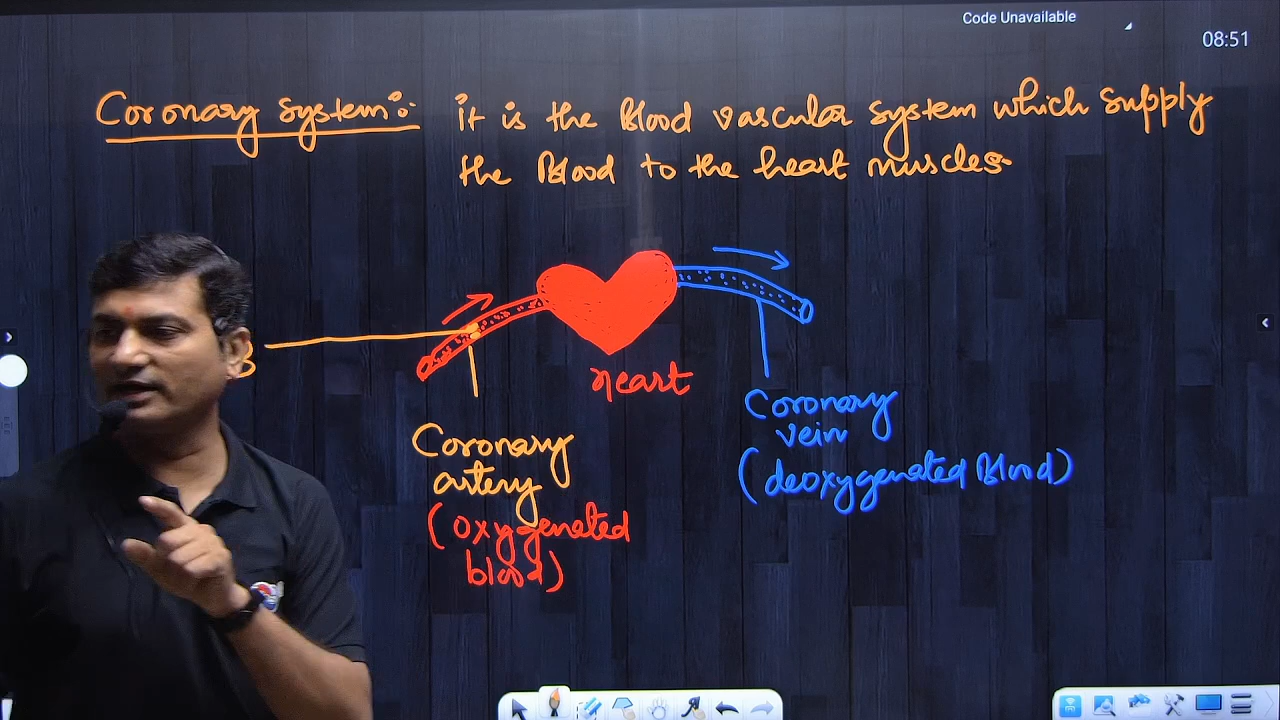 Code Unavailable
08:51
Coronary System :- it is the Blood vascular system which supply
the Blood to the heart muscles.
Heart
Coronary
artery
(oxygenated
blood)
Coronary
vein
(deoxygenated Blood)